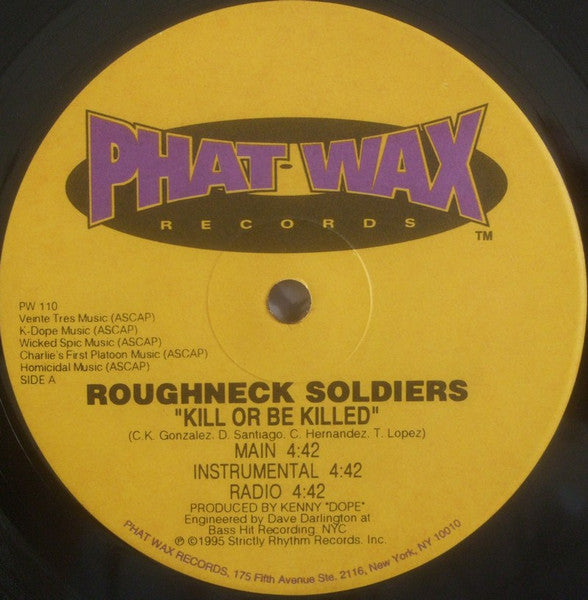 PHAT-WAX
RECORDS
TM
PW 110
Veinte Tres Music (ASCAP)
K-Dope Music (ASCAP)
Wicked Spic Music (ASCAP)
Charlie's First Platoon Music (ASCAP)
Homicidal Music (ASCAP)
SIDE A
ROUGHNECK SOLDIERS
"KILL OR BE KILLED"
(C.K. Gonzalez, D. Santiago, C. Hernandez, T. Lopez)
MAIN 4:42
INSTRUMENTAL 4:42
RADIO 4:42
PRODUCED BY KENNY "DOPE"
Engineered by Dave Darlington at
Bass Hit Recording, NYC
℗ ©1995 Strictly Rhythm Records, Inc.
PHAT WAX RECORDS, 175 Fifth Avenue Ste. 2116, New York, NY 10010